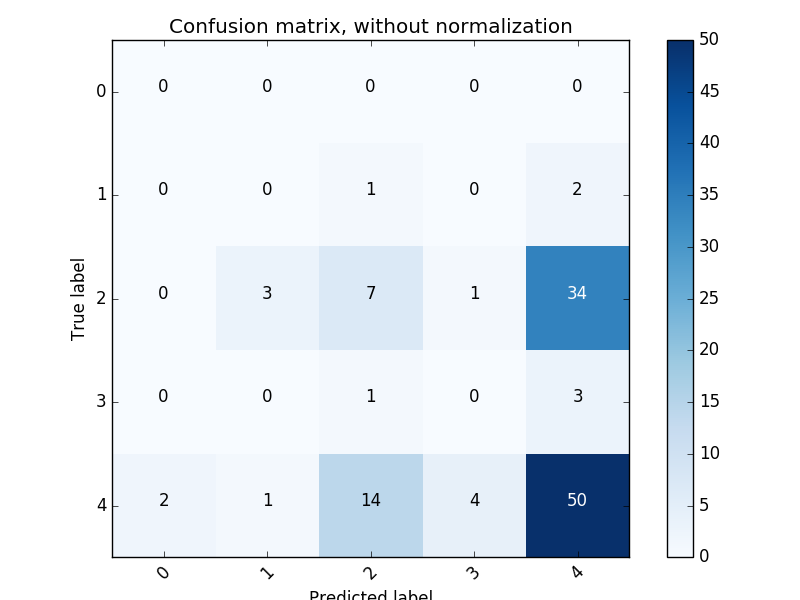 Confusion matrix, without normalization
0 0 0 0 0 0
1 0 0 1 0 2
2 0 3 7 1 34
3 0 0 1 0 3
4 2 1 14 4 50
0 1 2 3 4
True label
Predicted label
50
45
40
35
30
25
20
15
10
5
0